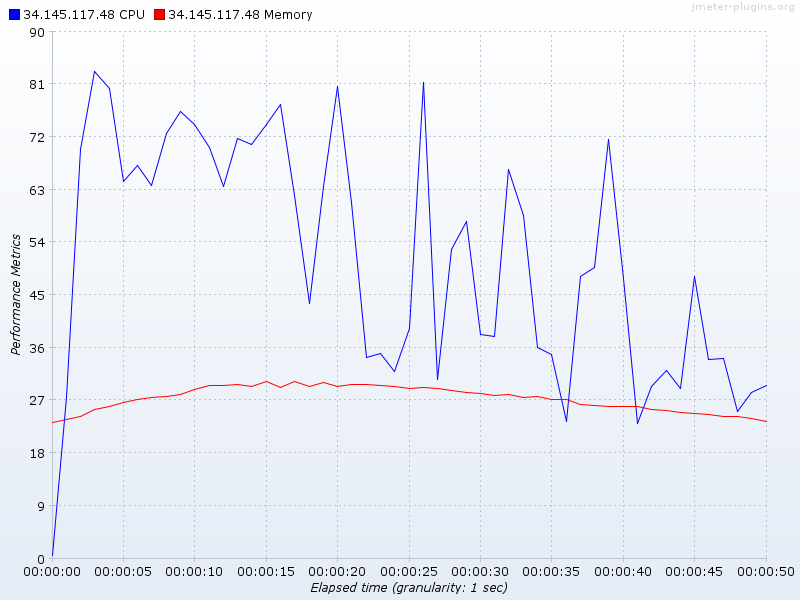 jmeter-plugins.org
34.145.117.48 CPU 34.145.117.48 Memory
90
81
72
63
54
45
36
27
18
9
0
Performance Metrics
00:00:00 00:00:05 00:00:10 00:00:15 00:00:20 00:00:25 00:00:30 00:00:35 00:00:40 00:00:45 00:00:50
Elapsed time (granularity: 1 sec)